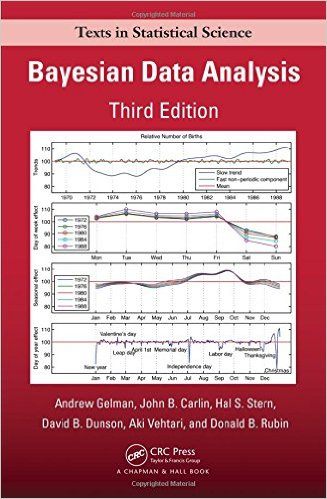 Texts in Statistical Science
Bayesian Data Analysis
Third Edition
Relative Number of Births
Trends
110
100
90
80
Slow trend
Fast non-periodic component
Mean
1970 1972 1974 1976 1978 1980 1982 1984 1986 1988
Day of week effect
110
100
90
80
1972
1976
1980
1984
1988
Mon Tue Wed Thu Fri Sat Sun
Seasonal effect
110
100
90
80
1972
1976
1980
1984
1988
Jan Feb Mar Apr May Jun Jul Aug Sep Oct Nov Dec
Day of year effect
110
100
90
80
Valentine's day
Leap day
April 1st
Memorial day
Labor day
Halloween
Thanksgiving
New year
Independence day
Christmas
Jan Feb Mar Apr May Jun Jul Aug Sep Oct Nov Dec
Andrew Gelman, John B. Carlin, Hal S. Stern,
David B. Dunson, Aki Vehtari, and Donald B. Rubin
CRC
CRC Press
Taylor & Francis Group
A CHAPMAN & HALL BOOK